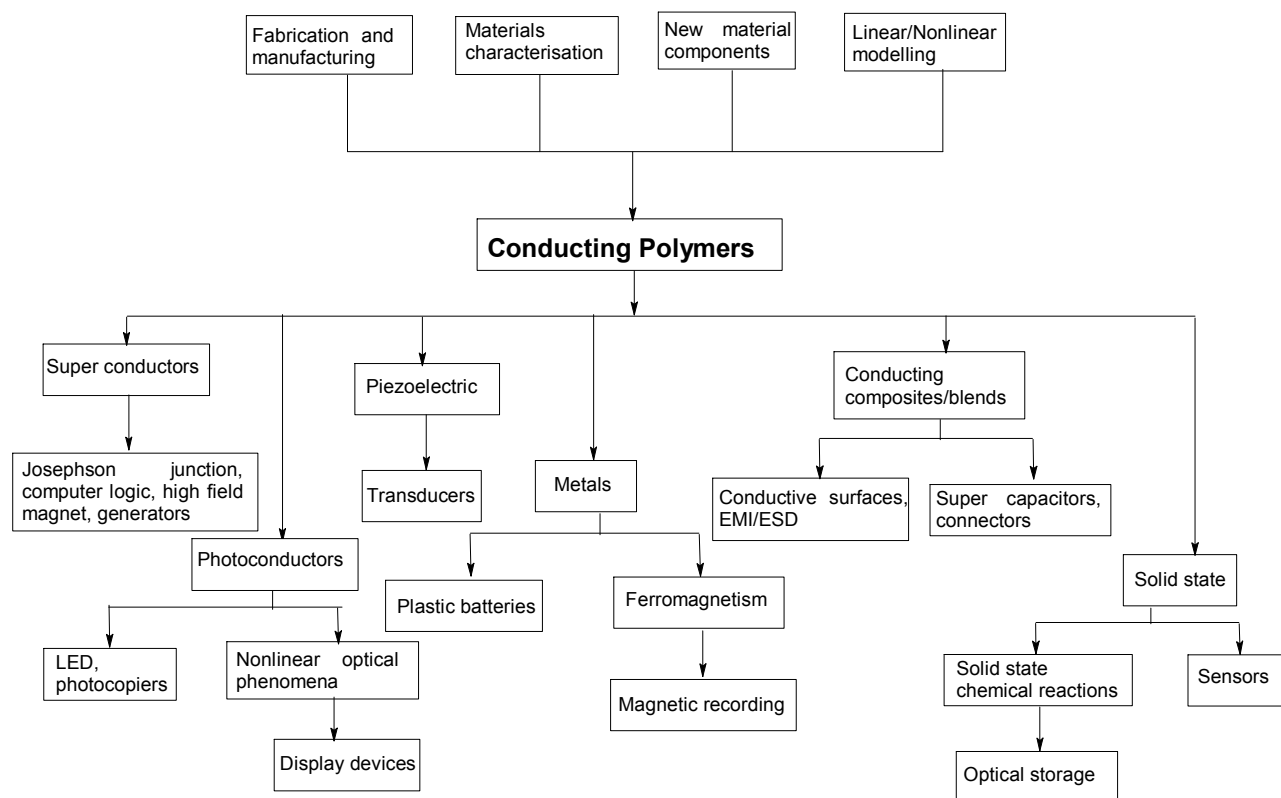 Fabrication and
manufacturing
Materials
characterisation
New material
components
Linear/Nonlinear
modelling
Conducting Polymers
Super conductors
Piezoelectric
Conducting
composites/blends
Josephson junction,
computer logic, high field
magnet, generators
Transducers
Metals
Conductive surfaces,
EMI/ESD
Super capacitors,
connectors
Photoconductors
Solid state
Plastic batteries
Ferromagnetism
LED,
photocopiers
Nonlinear optical
phenomena
Solid state
chemical reactions
Sensors
Magnetic recording
Display devices
Optical storage